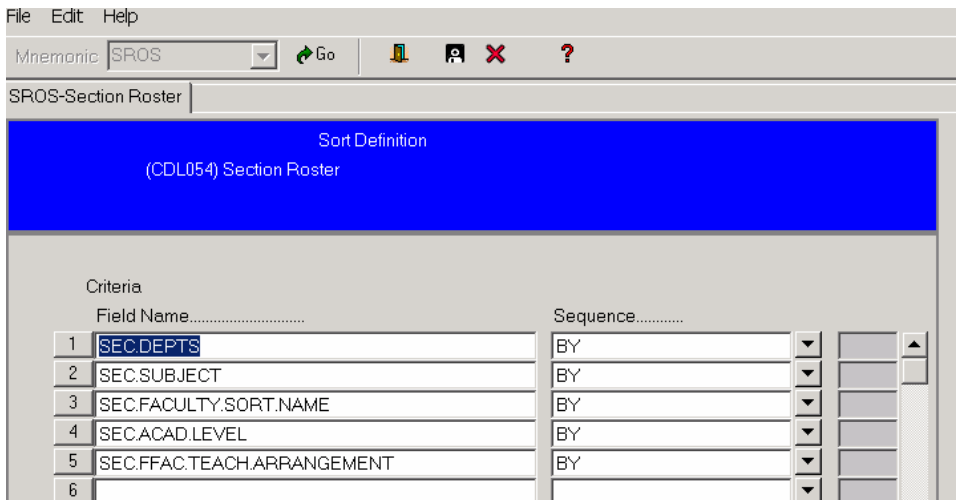 File Edit Help
Mnemonic SROS Go ?
SROS-Section Roster
Sort Definition
(CDL054) Section Roster
Criteria
Field Name............................ Sequence............
1 SEC.DEPTS BY
2 SEC.SUBJECT BY
3 SEC.FACULTY.SORT.NAME BY
4 SEC.ACAD.LEVEL BY
5 SEC.FFAC.TEACH.ARRANGEMENT BY
6